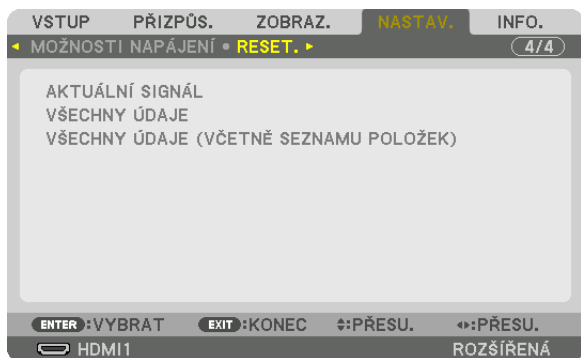 VSTUP PŘIZPŮS. ZOBRAZ. NASTAV. INFO.
MOŽNOSTI NAPÁJENÍ • RESET. 4/4
AKTUÁLNÍ SIGNÁL
VŠECHNY ÚDAJE
VŠECHNY ÚDAJE (VČETNĚ SEZNAMU POLOŽEK)
ENTER :VYBRAT EXIT :KONEC :PŘESU. :PŘESU.
HDMI1 ROZŠÍŘENÁ